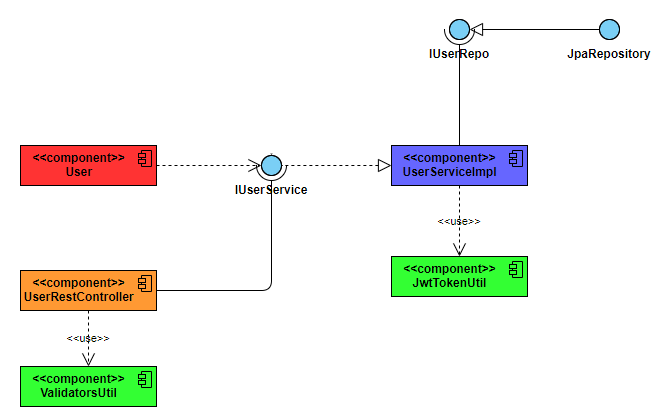 IUserRepo
JpaRepository
<<component>>
User
IUserService
<<component>>
UserServiceImpl
<<use>>
<<component>>
JwtTokenUtil
<<component>>
UserRestController
<<use>>
<<component>>
ValidatorsUtil